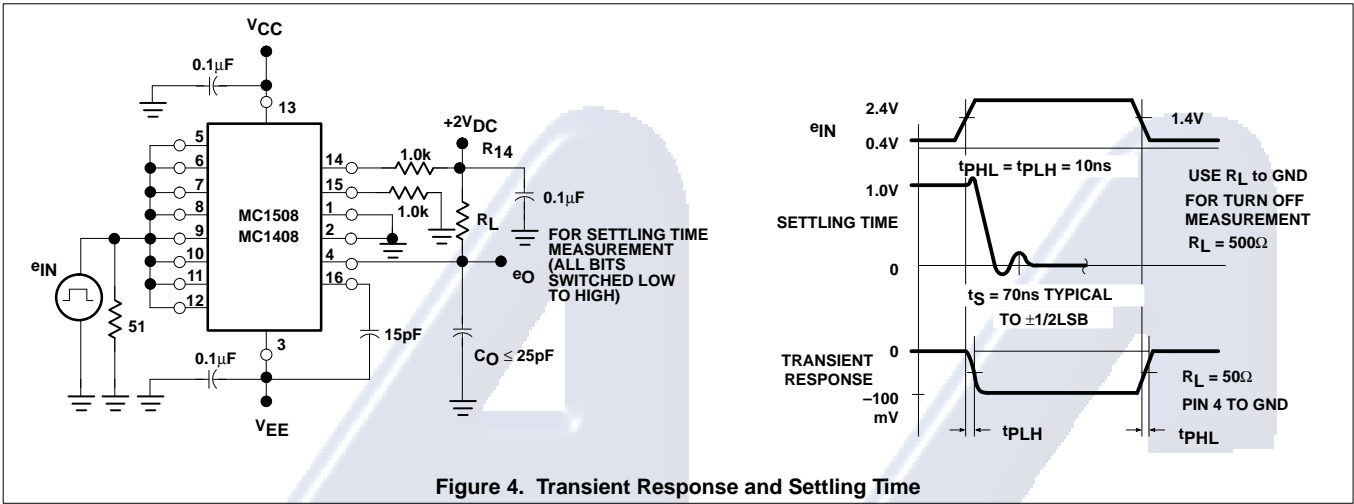 VCC
0.1μF
13
5
6
7
8
9
10
11
12
14
15
1
2
4
16
3
MC1508
MC1408
1.0k
1.0k
+2VDC
R14
RL
0.1μF
FOR SETTLING TIME
MEASUREMENT
(ALL BITS
SWITCHED LOW
TO HIGH)
eO
eIN
51
15pF
CO ≤ 25pF
0.1μF
VEE
eIN
2.4V
0.4V
1.4V
tPHL = tPLH = 10ns
1.0V
SETTLING TIME
0
USE RL to GND
FOR TURN OFF
MEASUREMENT
RL = 500Ω
tS = 70ns TYPICAL
TO ±1/2LSB
0
TRANSIENT
RESPONSE
–100
mV
RL = 50Ω
PIN 4 TO GND
tPLH
tPHL
Figure 4. Transient Response and Settling Time